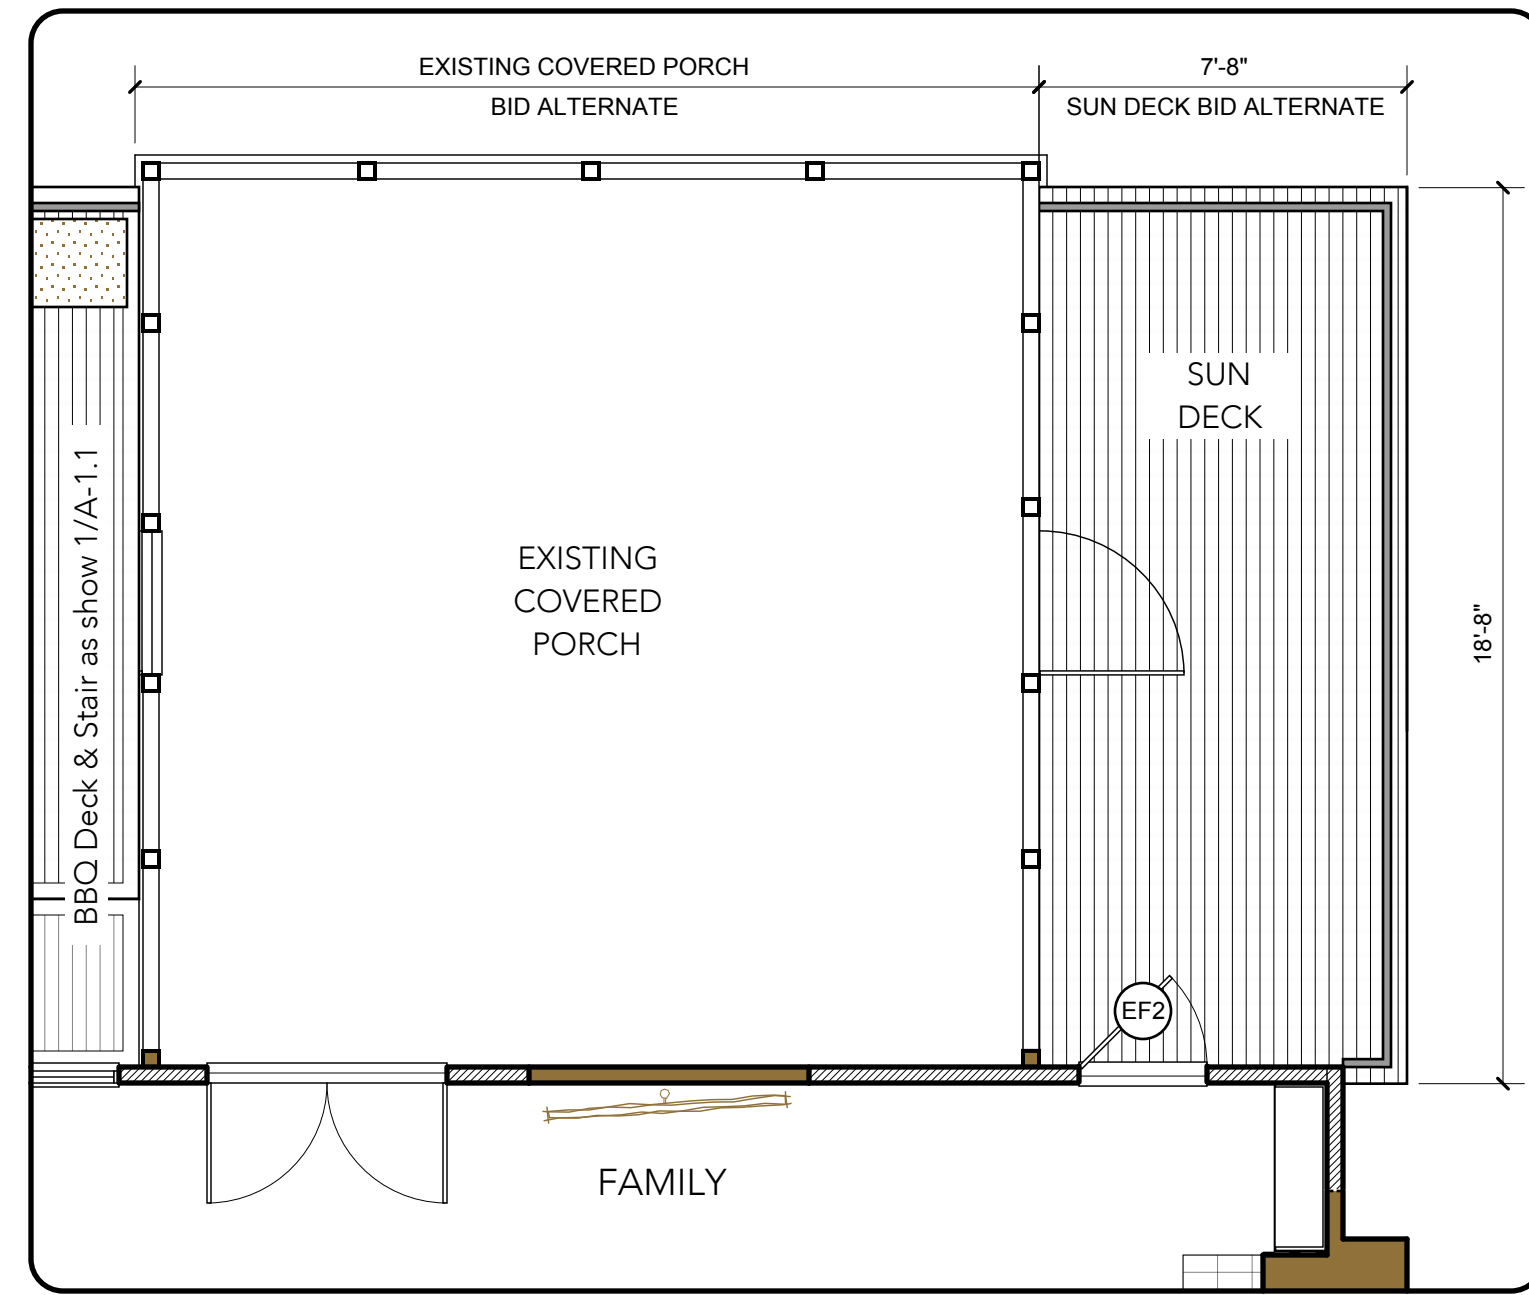 EXISTING COVERED PORCH
BID ALTERNATE
7'-8"
SUN DECK BID ALTERNATE
SUN
DECK
BBQ Deck & Stair as show 1/A-1.1
EXISTING
COVERED
PORCH
18'-8"
EF2
FAMILY